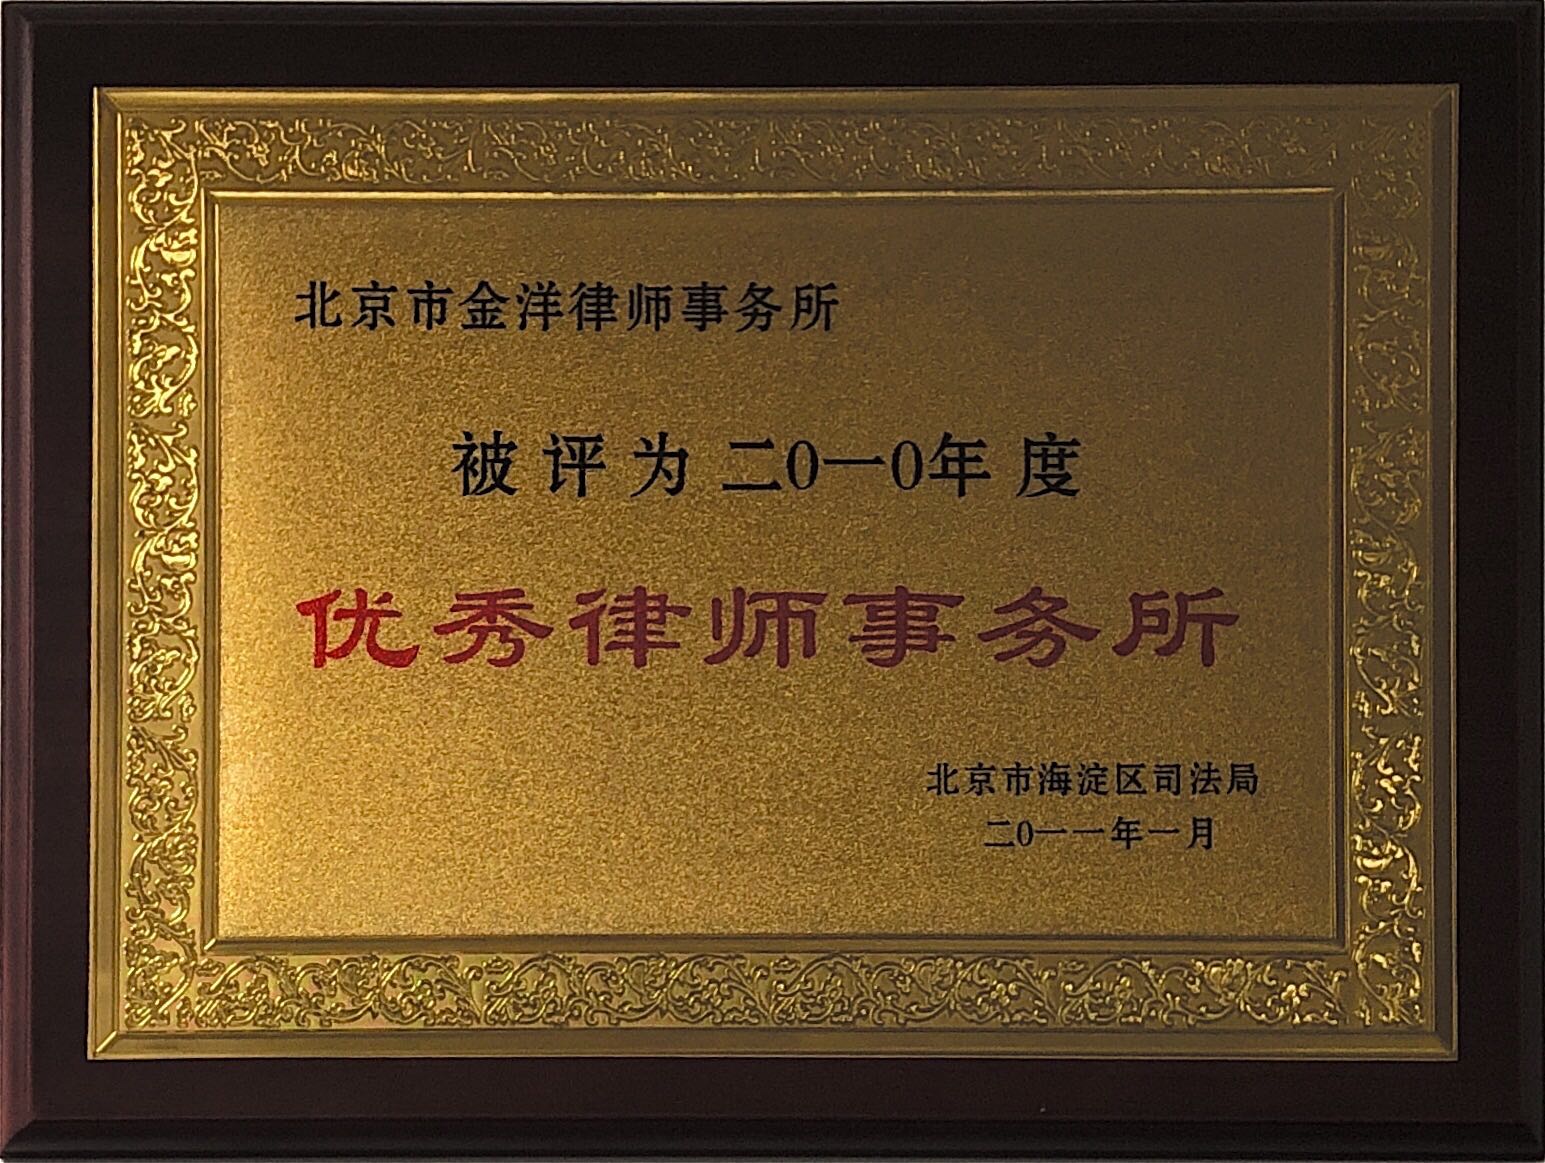 北京市金洋律师事务所
被评为二0一0年度
优秀律师事务所
北京市海淀区司法局
二0一一年一月